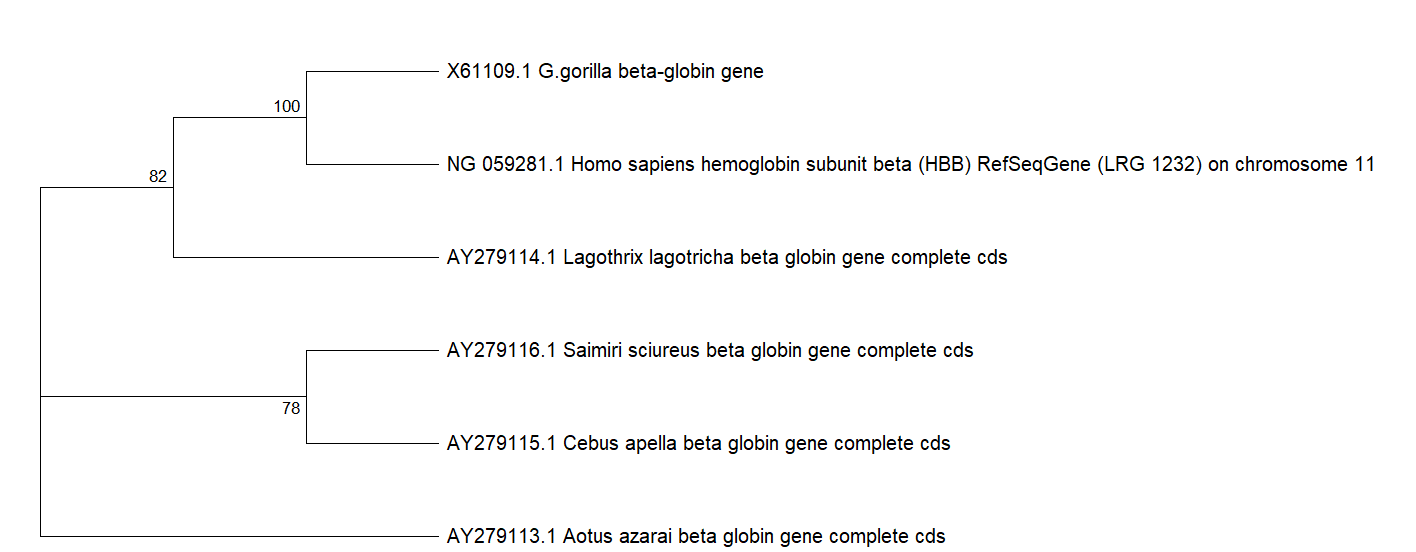 X61109.1 G.gorilla beta-globin gene
100
NG 059281.1 Homo sapiens hemoglobin subunit beta (HBB) RefSeqGene (LRG 1232) on chromosome 11
82
AY279114.1 Lagothrix lagotricha beta globin gene complete cds
AY279116.1 Saimiri sciureus beta globin gene complete cds
78
AY279115.1 Cebus apella beta globin gene complete cds
AY279113.1 Aotus azarai beta globin gene complete cds